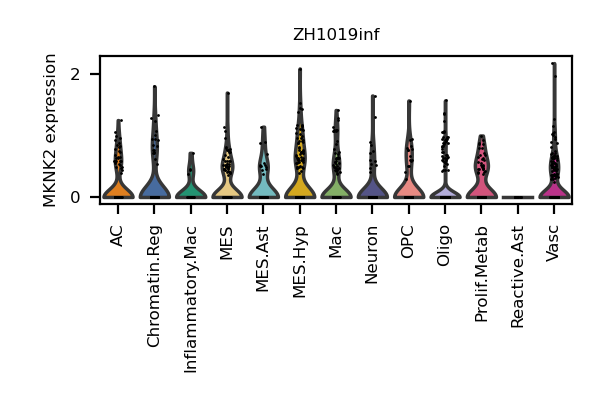 ZH1019inf
MKNK2 expression
2
0
AC
Chromatin.Reg
Inflammatory.Mac
MES
MES.Ast
MES.Hyp
Mac
Neuron
OPC
Oligo
Prolif.Metab
Reactive.Ast
Vasc